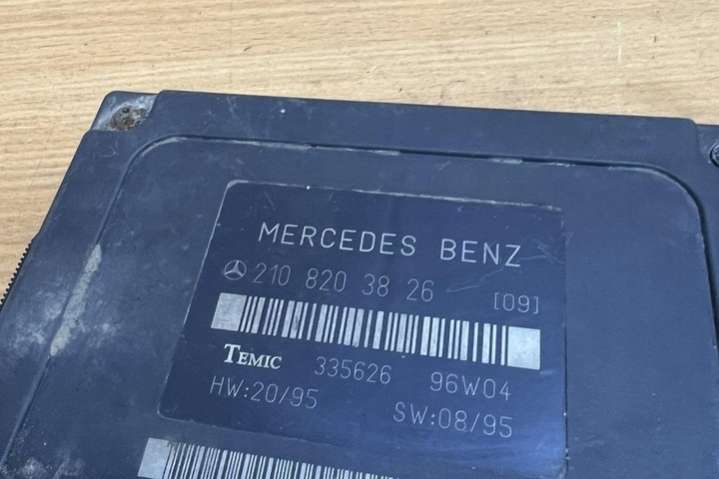 MERCEDES BENZ
210 820 38 26 [09]
TEMIC 335626 96W04
HW:20/95 SW:08/95